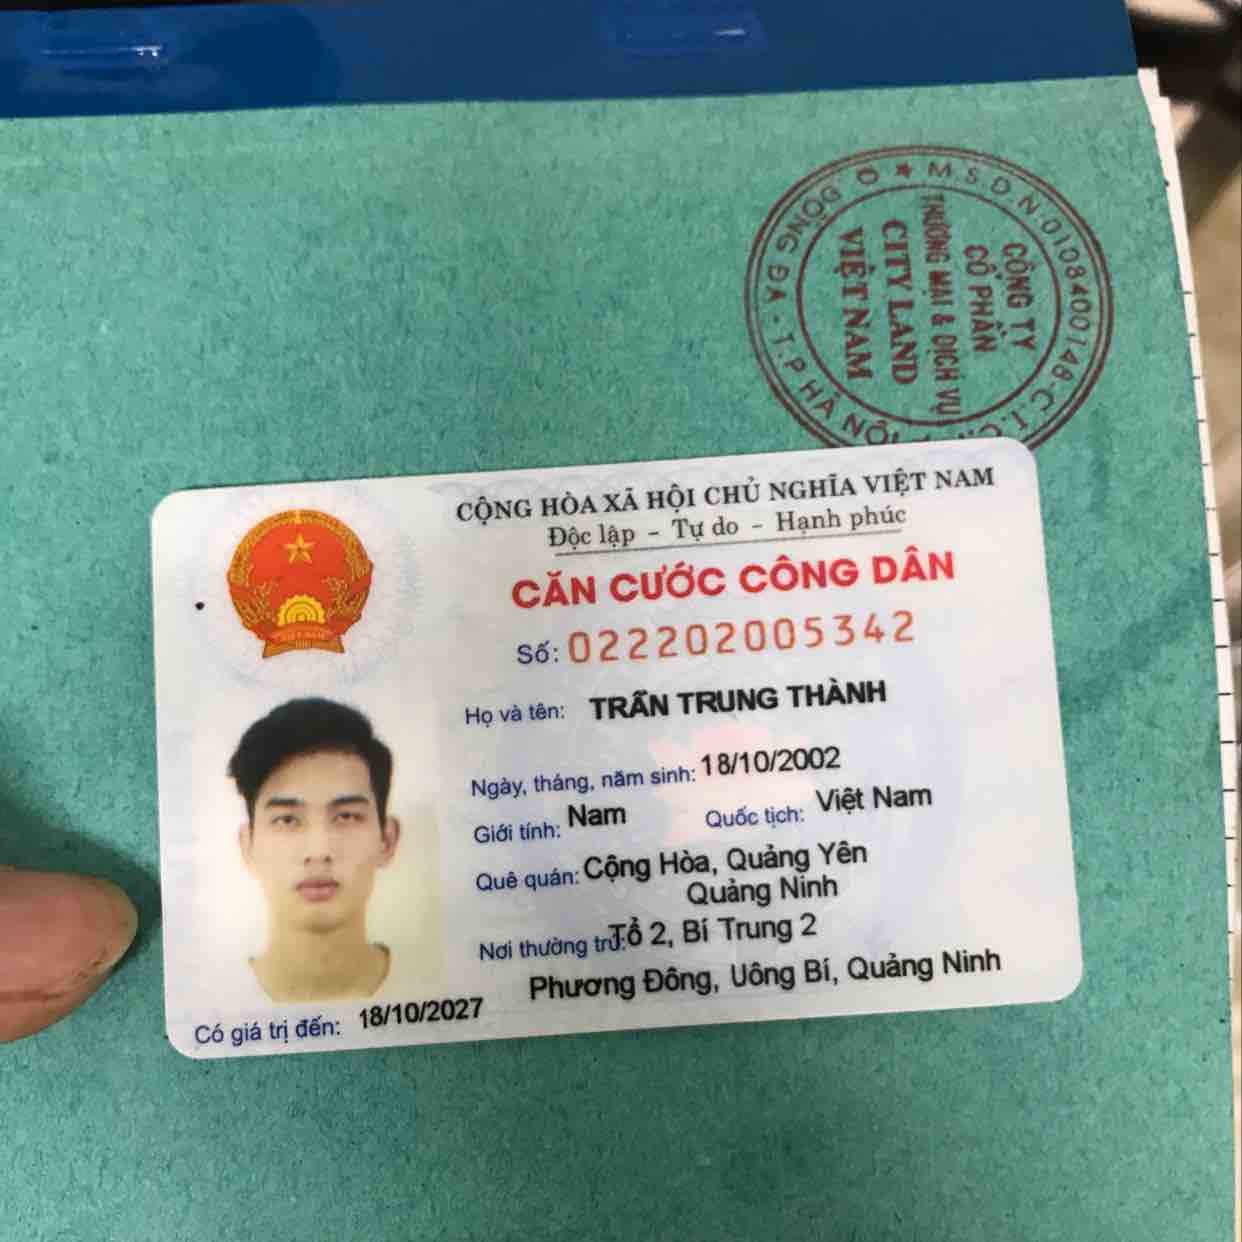 M.S.D.N:0108400148-C.T.C.
ĐỐNG ĐA - T.P HÀ NỘI
CÔNG TY
CỔ PHẦN
THƯƠNG MẠI & DỊCH VỤ
CITY LAND
VIỆT NAM
CỘNG HÒA XÃ HỘI CHỦ NGHĨA VIỆT NAM
Độc lập - Tự do - Hạnh phúc
CĂN CƯỚC CÔNG DÂN
Số: 022202005342
Họ và tên: TRẦN TRUNG THÀNH
Ngày, tháng, năm sinh: 18/10/2002
Giới tính: Nam Quốc tịch: Việt Nam
Quê quán: Cộng Hòa, Quảng Yên
Quảng Ninh
Nơi thường trú: Tổ 2, Bí Trung 2
Phương Đông, Uông Bí, Quảng Ninh
Có giá trị đến: 18/10/2027